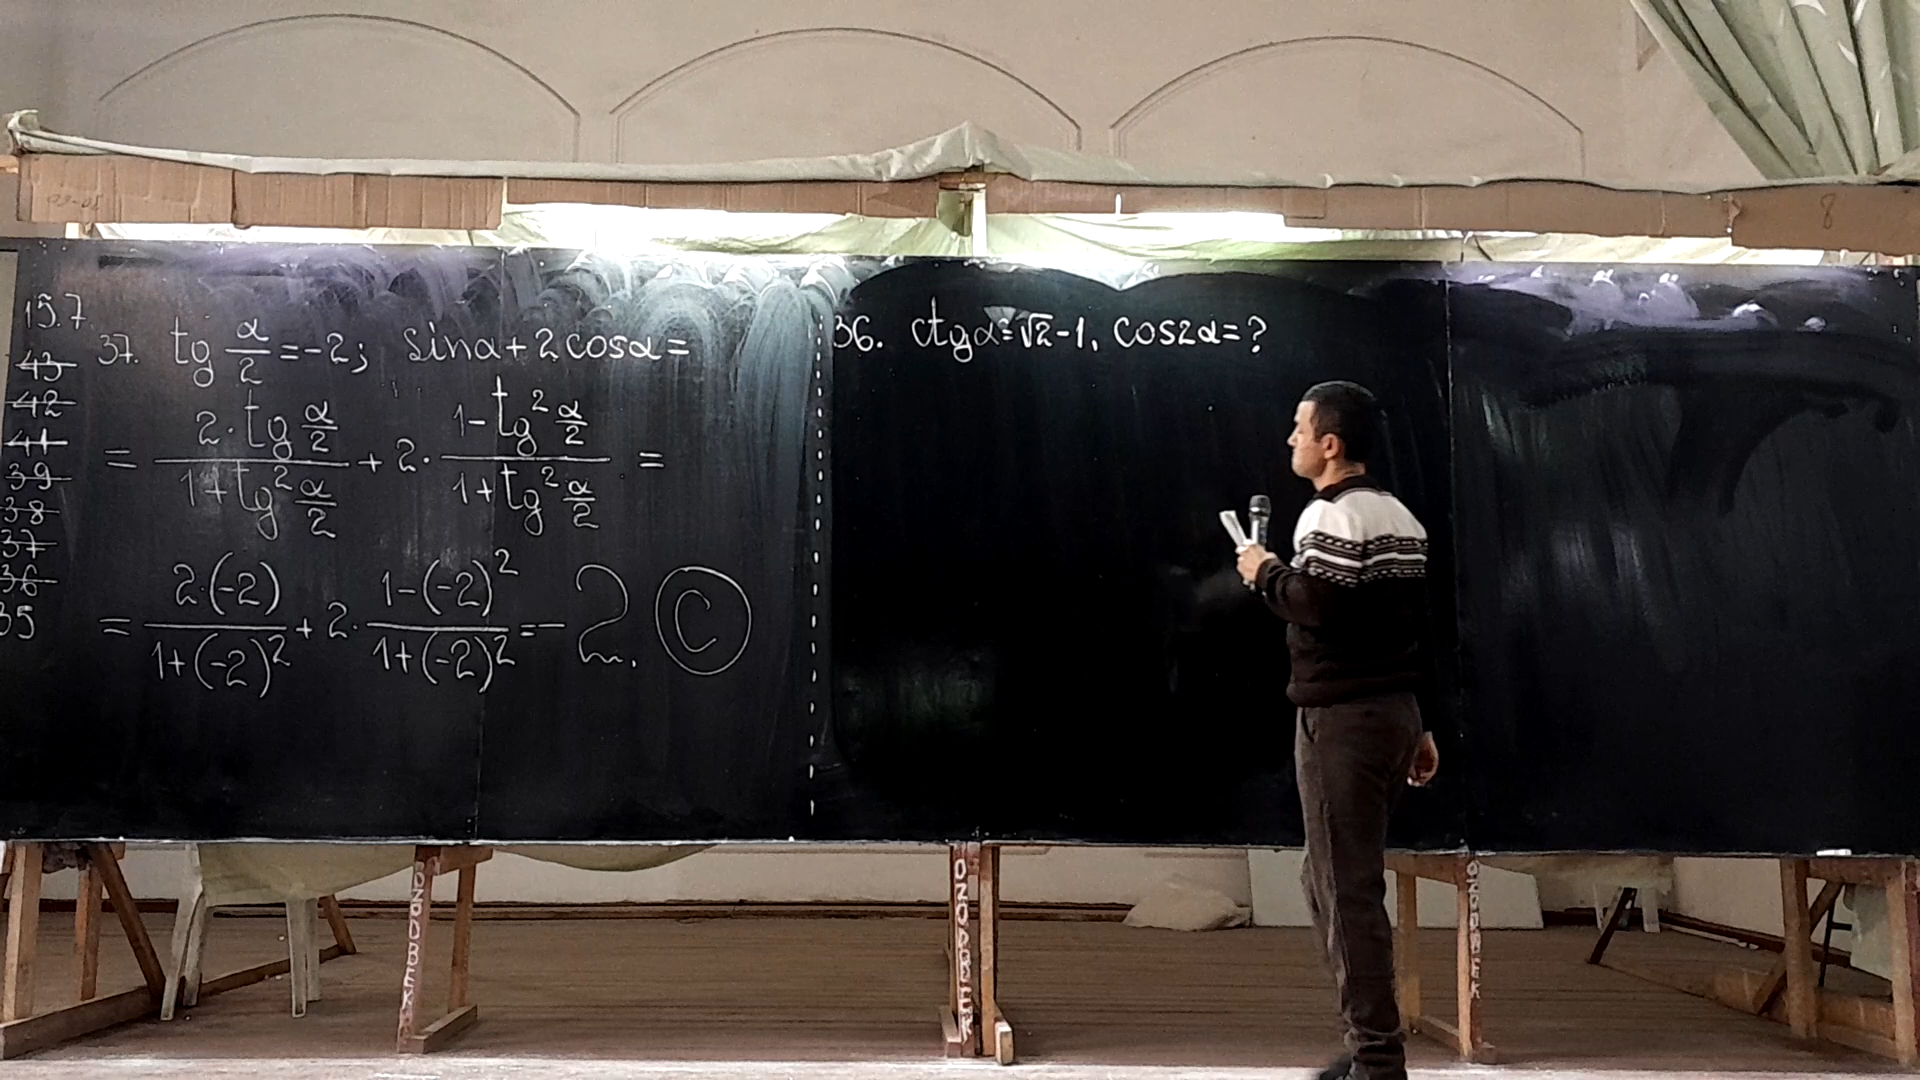 15.7
43
42
41
39
38
37
36
35
37. tg α/2 = -2; sinα + 2cosα =
= (2·tg α/2)/(1+tg² α/2) + 2·(1-tg² α/2)/(1+tg² α/2) =
= (2·(-2))/(1+(-2)²) + 2·(1-(-2)²)/(1+(-2)²) = -2. C
36. ctgα = √2-1, cos2α = ?
8
OZODBEK
OZODBEK
OZODBEK